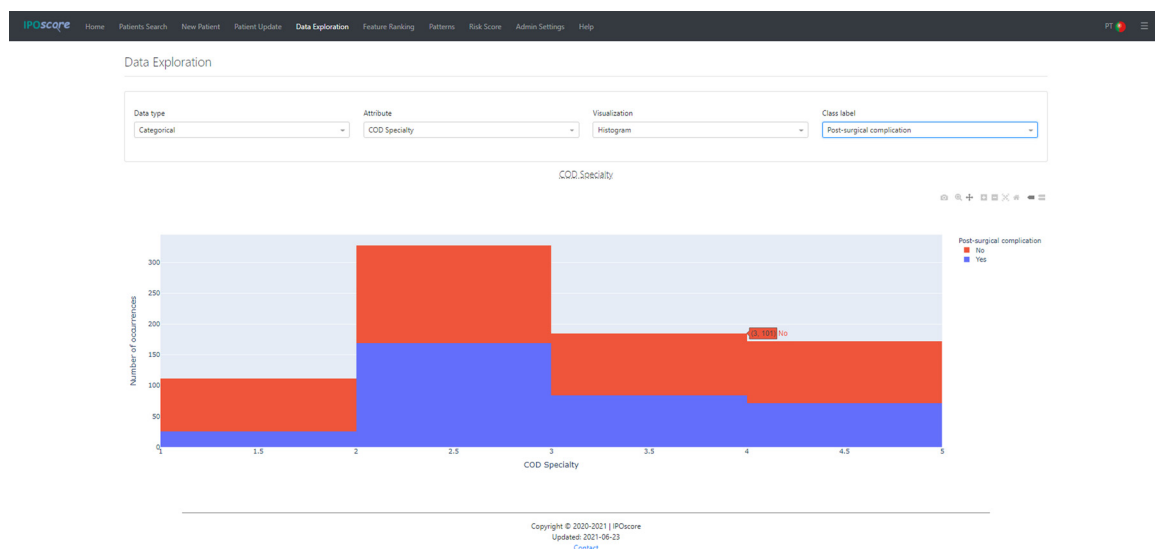 IPOscore Home Patients Search New Patient Patient Update Data Exploration Feature Ranking Patterns Risk Score Admin Settings Help PT
Data Exploration
Data type Attribute Visualization Class label
Categorical COD Specialty Histogram Post-surgical complication
COD Specialty
Post-surgical complication
No
Yes
300
250
200
150
100
50
0
Number of occurrences
(3, 101) No
1 1.5 2 2.5 3 3.5 4 4.5 5
COD Specialty
Copyright © 2020-2021 | IPOscore
Updated: 2021-06-23
Contact